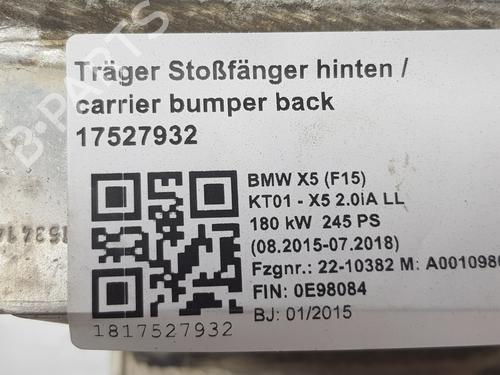 B-PARTS
Träger Stoßfänger hinten /
carrier bumper back
17527932
BMW X5 (F15)
KT01 - X5 2.0iA LL
180 kW 245 PS
(08.2015-07.2018)
Fzgnr.: 22-10382 M: A0010980
FIN: 0E98084
BJ: 01/2015
1817527932